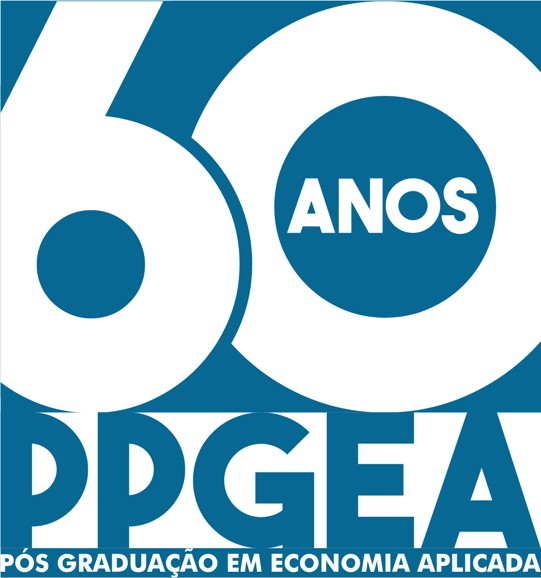 60
ANOS
PPGEA
PÓS GRADUAÇÃO EM ECONOMIA APLICADA